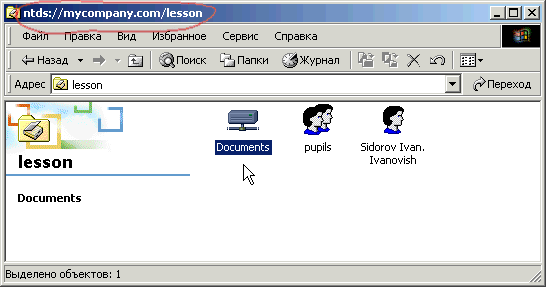 ntds://mycompany.com/lesson
Файл Правка Вид Избранное Сервис Справка
Назад Поиск Папки Журнал
Адрес lesson Переход
lesson
Documents
Documents pupils Sidorov Ivan. Ivanovish
Выделено объектов: 1